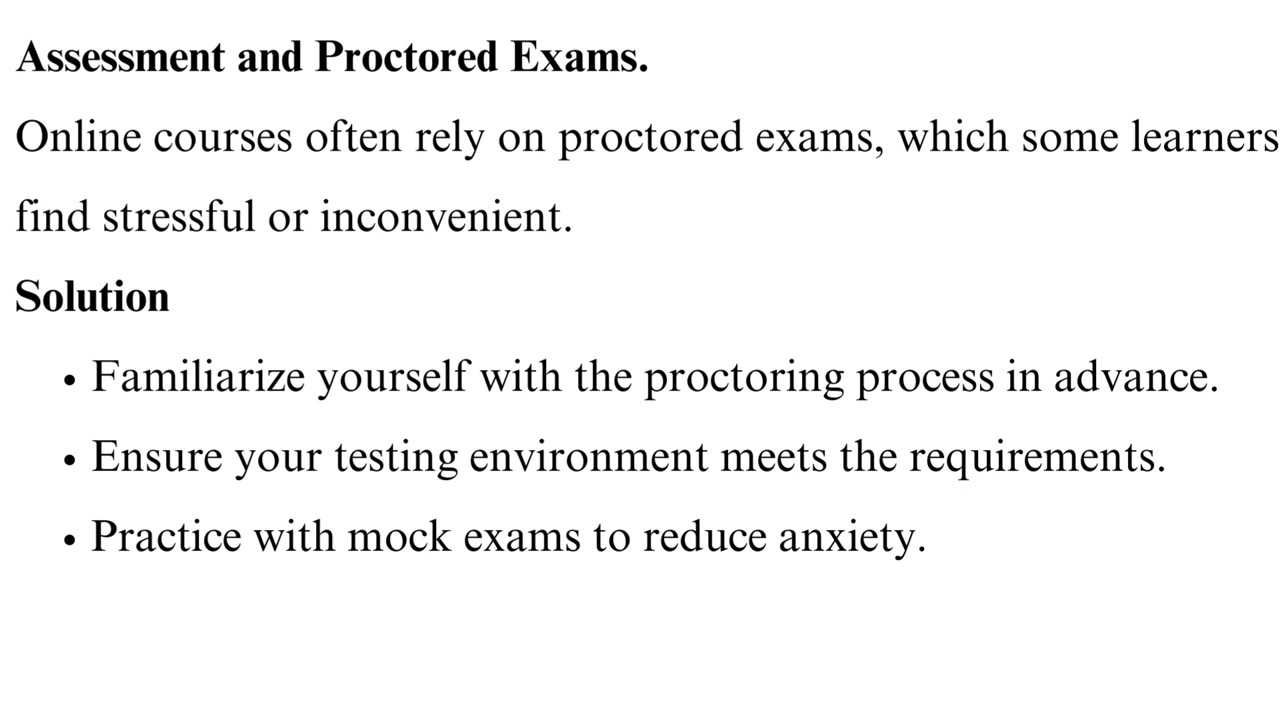 Assessment and Proctored Exams.
Online courses often rely on proctored exams, which some learners
find stressful or inconvenient.
Solution
• Familiarize yourself with the proctoring process in advance.
• Ensure your testing environment meets the requirements.
• Practice with mock exams to reduce anxiety.